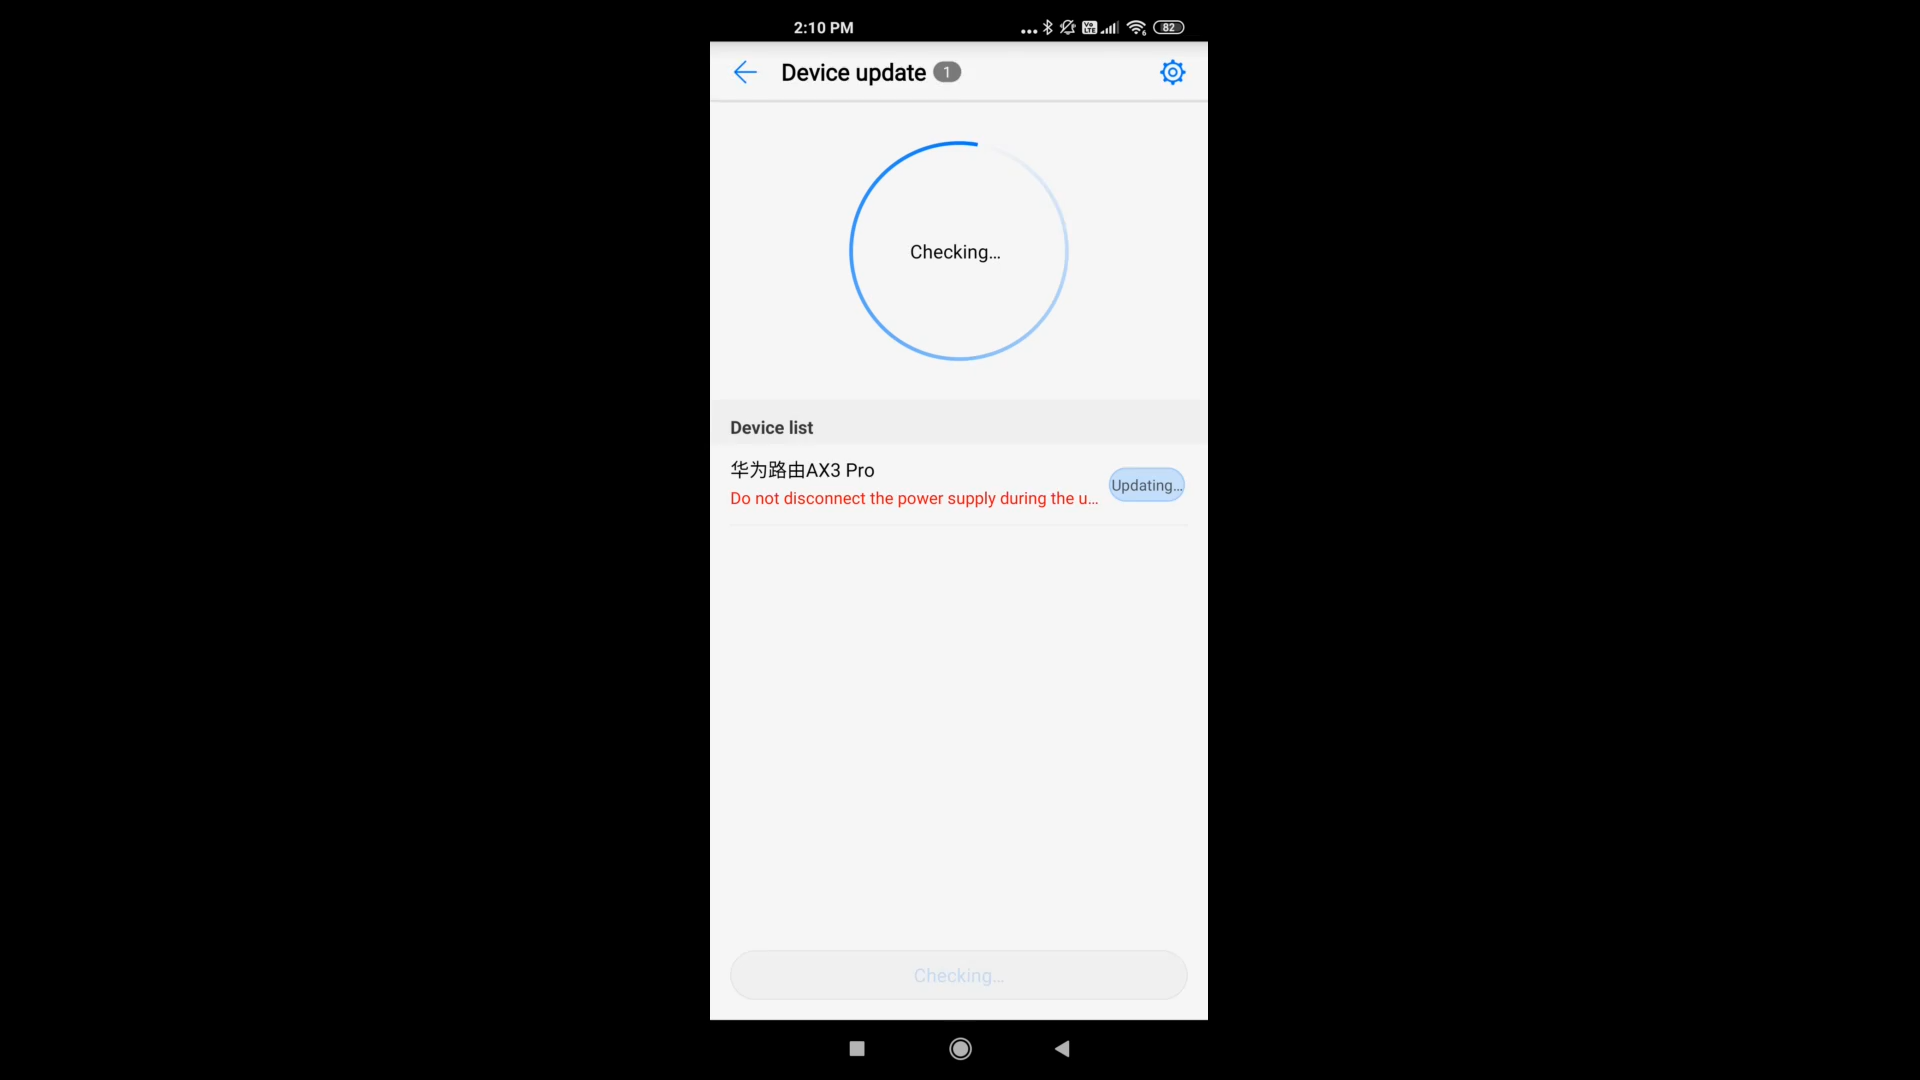 2:10 PM
82
Device update 1
Checking...
Device list
华为路由AX3 Pro
Do not disconnect the power supply during the u...
Updating...
Checking...